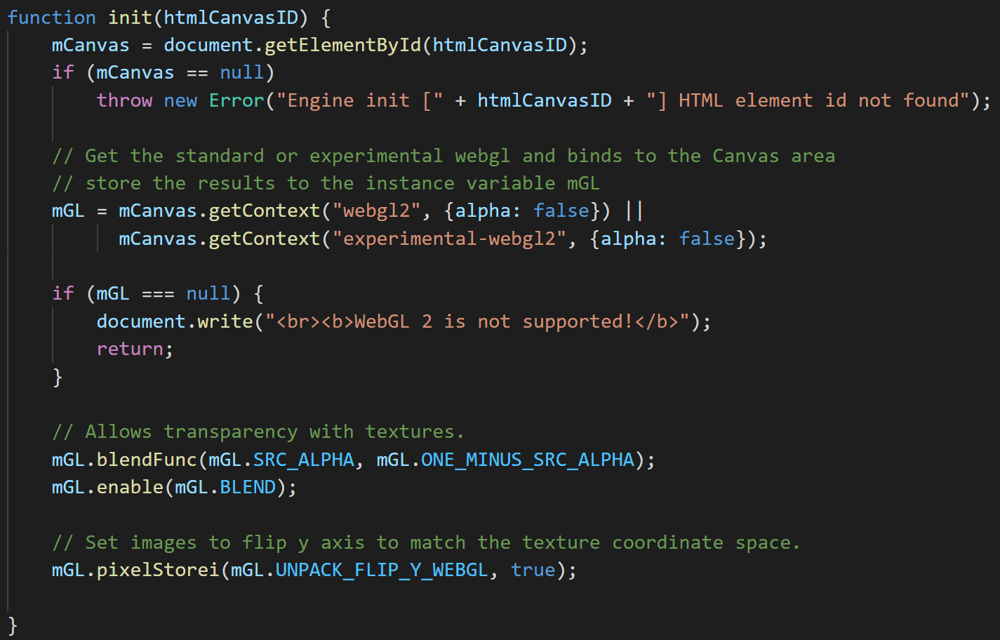 function init(htmlCanvasID) {
    mCanvas = document.getElementById(htmlCanvasID);
    if (mCanvas == null)
        throw new Error("Engine init [" + htmlCanvasID + "] HTML element id not found");
    // Get the standard or experimental webgl and binds to the Canvas area
    // store the results to the instance variable mGL
    mGL = mCanvas.getContext("webgl2", {alpha: false}) ||
          mCanvas.getContext("experimental-webgl2", {alpha: false});
    if (mGL === null) {
        document.write("<br><b>WebGL 2 is not supported!</b>");
        return;
    }
    // Allows transparency with textures.
    mGL.blendFunc(mGL.SRC_ALPHA, mGL.ONE_MINUS_SRC_ALPHA);
    mGL.enable(mGL.BLEND);
    // Set images to flip y axis to match the texture coordinate space.
    mGL.pixelStorei(mGL.UNPACK_FLIP_Y_WEBGL, true);
}